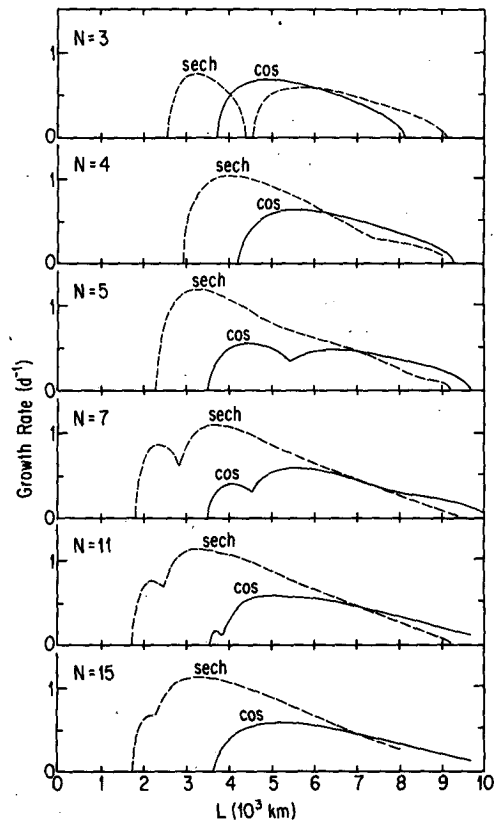 N=3
sech
cos
1
0
N=4
sech
cos
1
0
N=5
sech
cos
1
0
N=7
sech
cos
1
0
N=11
sech
cos
1
0
N=15
sech
cos
1
0
Growth Rate (d⁻¹)
0 1 2 3 4 5 6 7 8 9 10
L (10³ km)